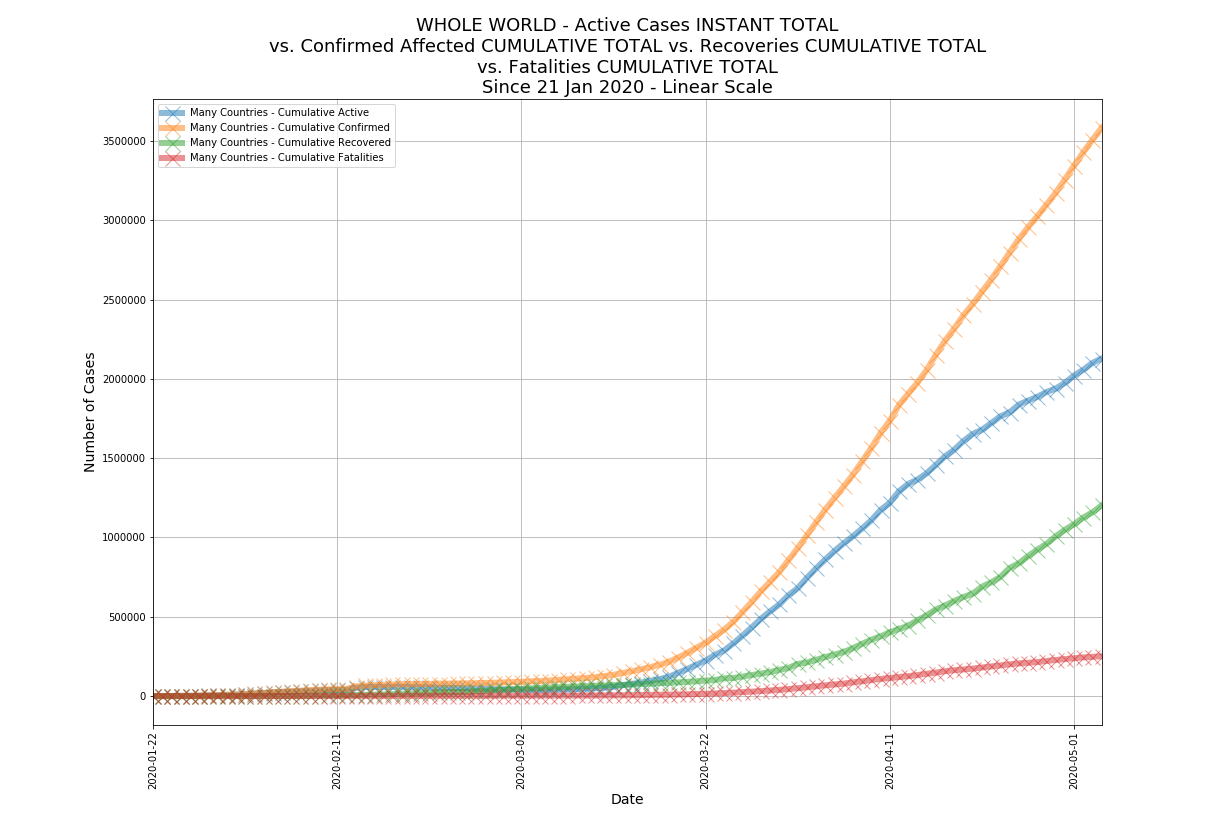 WHOLE WORLD - Active Cases INSTANT TOTAL
vs. Confirmed Affected CUMULATIVE TOTAL vs. Recoveries CUMULATIVE TOTAL
vs. Fatalities CUMULATIVE TOTAL
Since 21 Jan 2020 - Linear Scale
Many Countries - Cumulative Active
Many Countries - Cumulative Confirmed
Many Countries - Cumulative Recovered
Many Countries - Cumulative Fatalities
Number of Cases
3500000
3000000
2500000
2000000
1500000
1000000
500000
0
2020-01-22
2020-02-11
2020-03-02
2020-03-22
2020-04-11
2020-05-01
Date